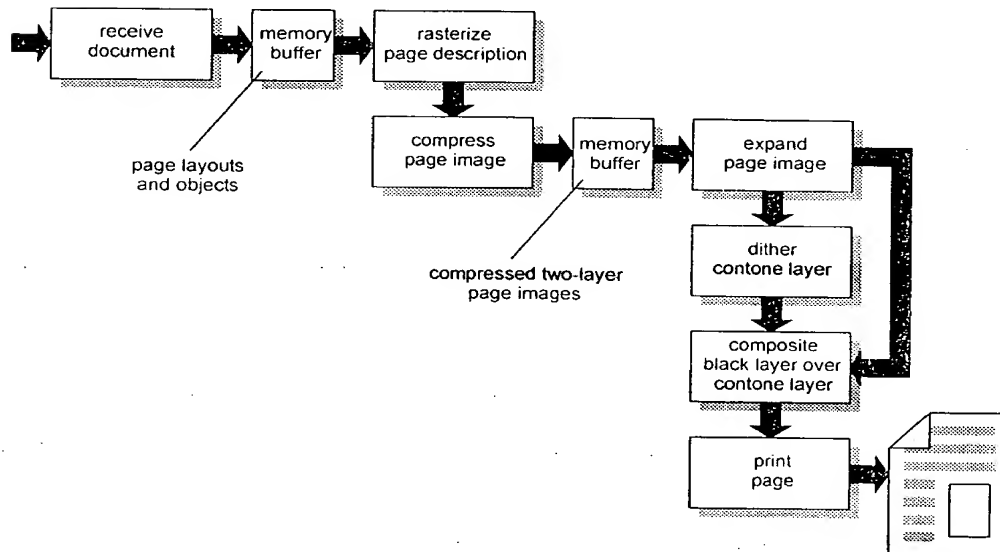 receive
document
memory
buffer
rasterize
page description
compress
page image
memory
buffer
expand
page image
page layouts
and objects
dither
contone layer
compressed two-layer
page images
composite
black layer over
contone layer
print
page